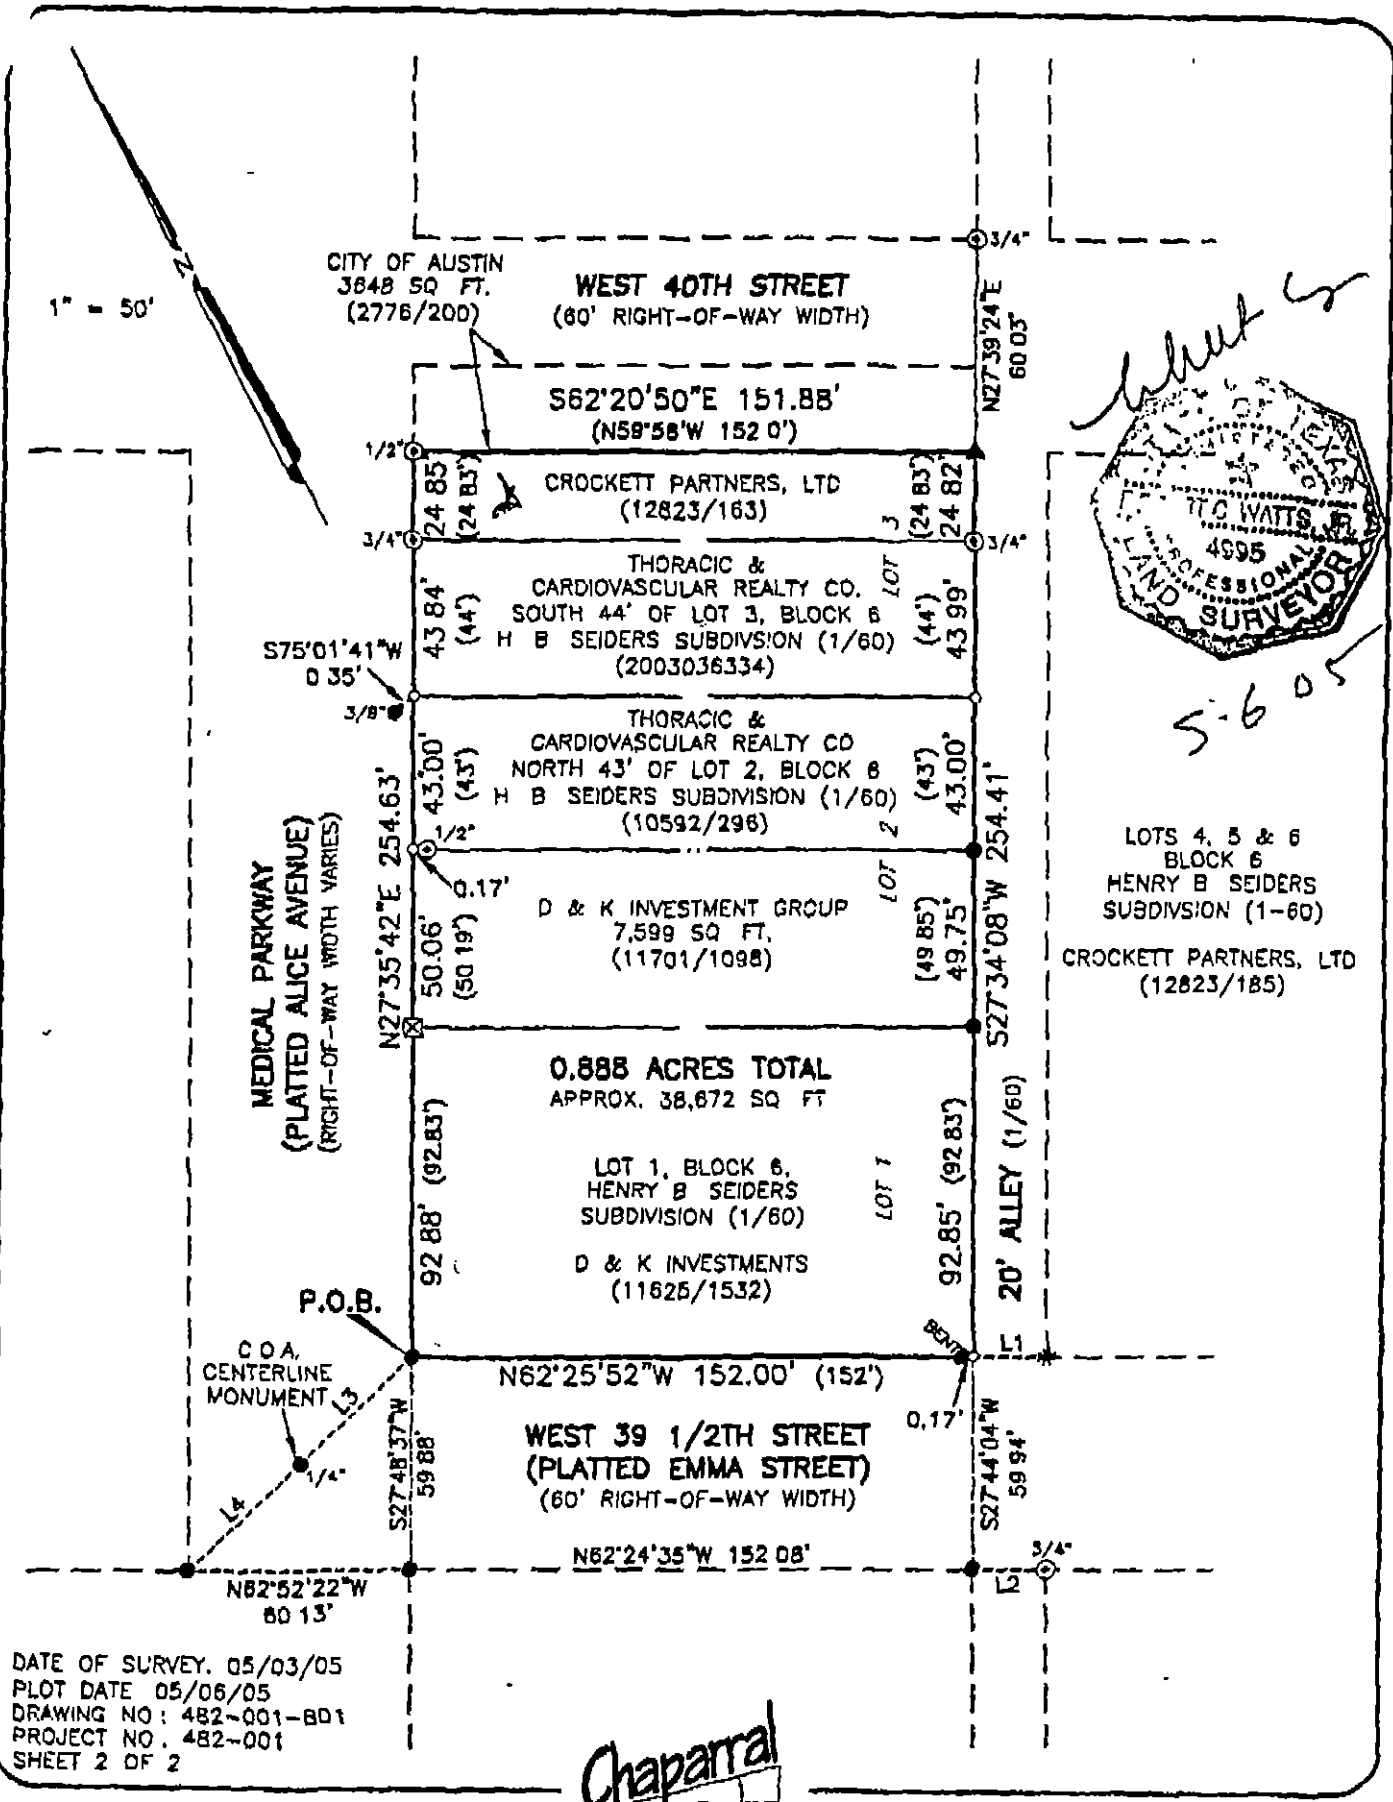 1" = 50'
N
CITY OF AUSTIN
3648 SQ FT.
(2776/200)
WEST 40TH STREET
(60' RIGHT-OF-WAY WIDTH)
3/4"
N27°39'24"E
60 03'
S62°20'50"E 151.88'
(N59°58'W 152 0')
1/2"
24 85'
(24 83')
CROCKETT PARTNERS, LTD
(12823/163)
(24 83')
24 82'
LOT 3
3/4"
3/4"
THORACIC &
CARDIOVASCULAR REALTY CO.
SOUTH 44' OF LOT 3, BLOCK 6
H B SEIDERS SUBDIVSION (1/60)
(2003036334)
43 84'
(44')
(44')
43 99'
S75°01'41"W
0 35'
3/8"
THORACIC &
CARDIOVASCULAR REALTY CO
NORTH 43' OF LOT 2, BLOCK 6
H B SEIDERS SUBDIVISION (1/60)
(10592/296)
43.00'
(43')
(43')
43.00'
LOT 2
1/2"
0.17'
D & K INVESTMENT GROUP
7,599 SQ FT.
(11701/1098)
50.06'
(50 19')
(49 85')
49.75'
N27°35'42"E 254.63'
S27°34'08"W 254.41'
MEDICAL PARKWAY
(PLATTED ALICE AVENUE)
(RIGHT-OF-WAY WIDTH VARIES)
0.888 ACRES TOTAL
APPROX. 38,672 SQ FT
LOT 1, BLOCK 6,
HENRY B SEIDERS
SUBDIVISION (1/60)
D & K INVESTMENTS
(11625/1532)
LOT 1
92 88' (92.83')
92.85' (92 83')
20' ALLEY (1/60)
LOTS 4, 5 & 6
BLOCK 6
HENRY B SEIDERS
SUBDIVSION (1-60)
CROCKETT PARTNERS, LTD
(12823/185)
WATTS
4995
PROFESSIONAL
LAND SURVEYOR
5-6 05
P.O.B.
BENT
L1
N62°25'52"W 152.00' (152')
0.17'
C O A.
CENTERLINE
MONUMENT
L3
1/4"
L4
S27°48'37"W
59 88'
WEST 39 1/2TH STREET
(PLATTED EMMA STREET)
(60' RIGHT-OF-WAY WIDTH)
S27°44'04"W
59 94'
N62°24'35"W 152 08'
3/4"
L2
N62°52'22"W
80 13'
DATE OF SURVEY. 05/03/05
PLOT DATE 05/06/05
DRAWING NO: 482-001-BD1
PROJECT NO. 482-001
SHEET 2 OF 2
Chaparral